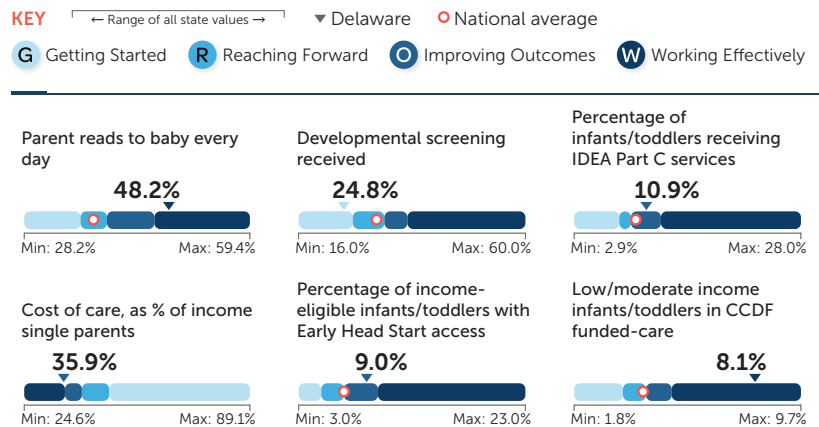 KEY
← Range of all state values →
Delaware
National average
G Getting Started
R Reaching Forward
O Improving Outcomes
W Working Effectively
Parent reads to baby every
day
48.2%
Min: 28.2%
Max: 59.4%
Developmental screening
received
24.8%
Min: 16.0%
Max: 60.0%
Percentage of
infants/toddlers receiving
IDEA Part C services
10.9%
Min: 2.9%
Max: 28.0%
Cost of care, as % of income
single parents
35.9%
Min: 24.6%
Max: 89.1%
Percentage of income-
eligible infants/toddlers with
Early Head Start access
9.0%
Min: 3.0%
Max: 23.0%
Low/moderate income
infants/toddlers in CCDF
funded-care
8.1%
Min: 1.8%
Max: 9.7%